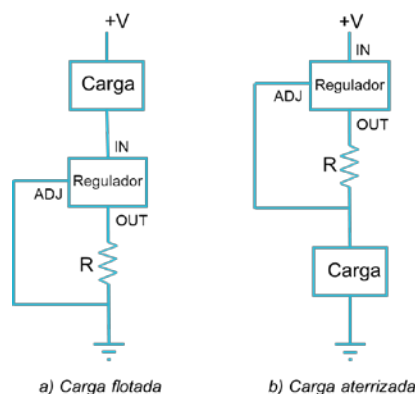 +V
Carga
IN
ADJ
Regulador
OUT
R
a) Carga flotada
+V
IN
ADJ
Regulador
OUT
R
Carga
b) Carga aterrizada